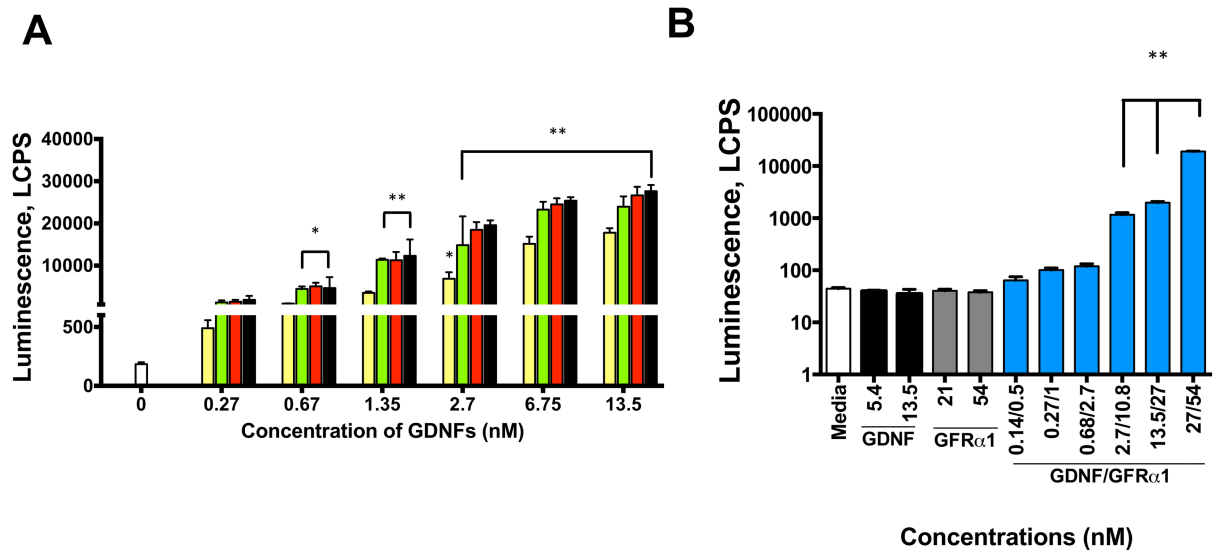 A
Luminescence, LCPS
40000
30000
20000
10000
500
0
*
**
*
**
0 0.27 0.67 1.35 2.7 6.75 13.5
Concentration of GDNFs (nM)
B
Luminescence, LCPS
100000
10000
1000
100
10
1
**
Media 5.4 13.5 21 54 0.14/0.5 0.27/1 0.68/2.7 2.7/10.8 13.5/27 27/54
GDNF GFRα1
GDNF/GFRα1
Concentrations (nM)